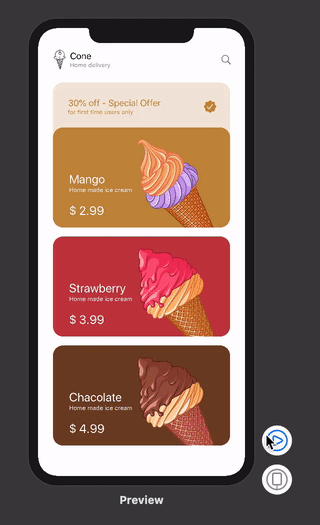 Cone
Home delivery
30% off - Special Offer
for first time users only
Mango
Home made ice cream
$ 2.99
Strawberry
Home made ice cream
$ 3.99
Chocolate
Home made ice cream
$ 4.99
Preview